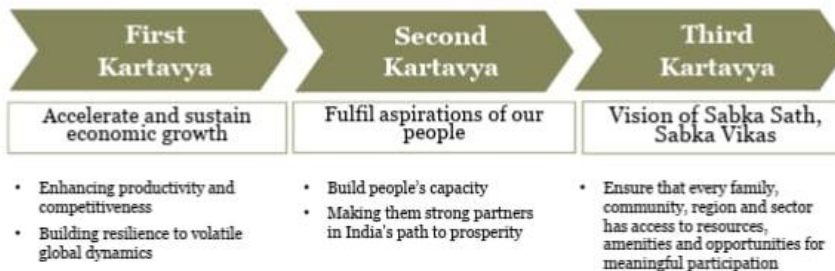 First
Kartavya
Accelerate and sustain
economic growth
• Enhancing productivity and
competitiveness
• Building resilience to volatile
global dynamics
Second
Kartavya
Fulfil aspirations of our
people
• Build people's capacity
• Making them strong partners
in India's path to prosperity
Third
Kartavya
Vision of Sabka Sath,
Sabka Vikas
• Ensure that every family,
community, region and sector
has access to resources,
amenities and opportunities for
meaningful participation